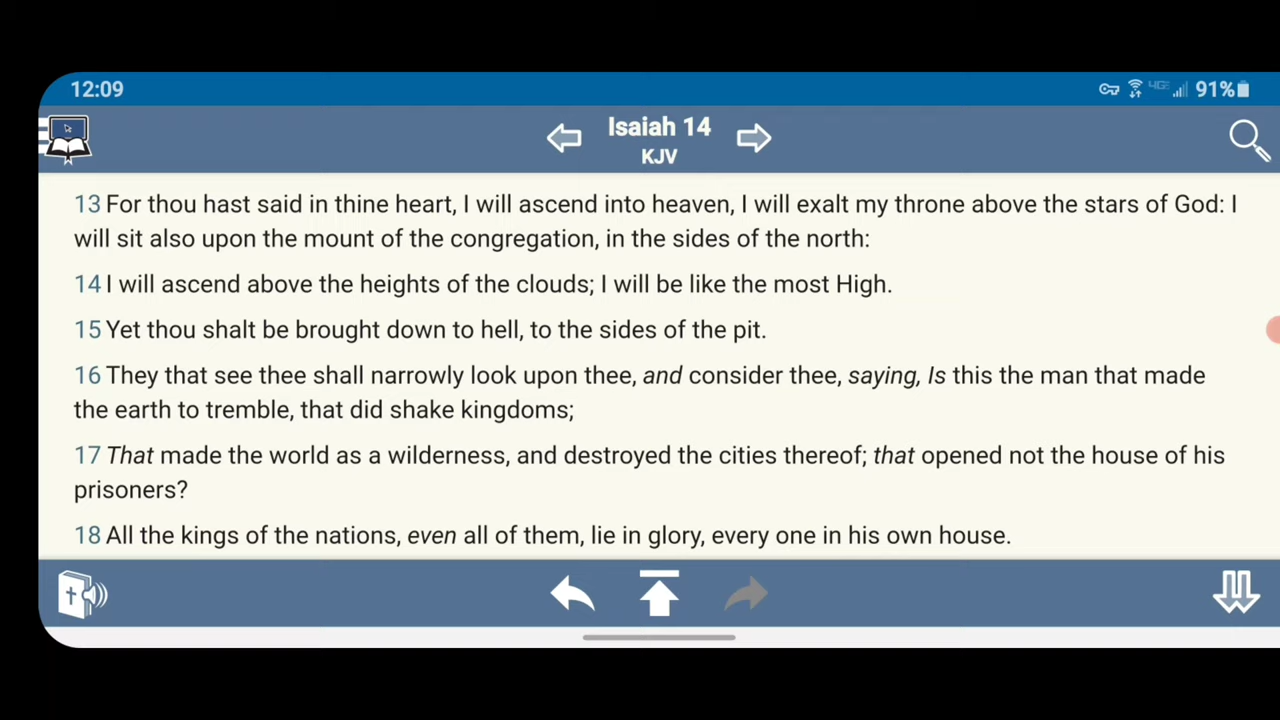 12:09
4GE 91%
Isaiah 14
KJV
13 For thou hast said in thine heart, I will ascend into heaven, I will exalt my throne above the stars of God: I
will sit also upon the mount of the congregation, in the sides of the north:
14 I will ascend above the heights of the clouds; I will be like the most High.
15 Yet thou shalt be brought down to hell, to the sides of the pit.
16 They that see thee shall narrowly look upon thee, and consider thee, saying, Is this the man that made
the earth to tremble, that did shake kingdoms;
17 That made the world as a wilderness, and destroyed the cities thereof; that opened not the house of his
prisoners?
18 All the kings of the nations, even all of them, lie in glory, every one in his own house.